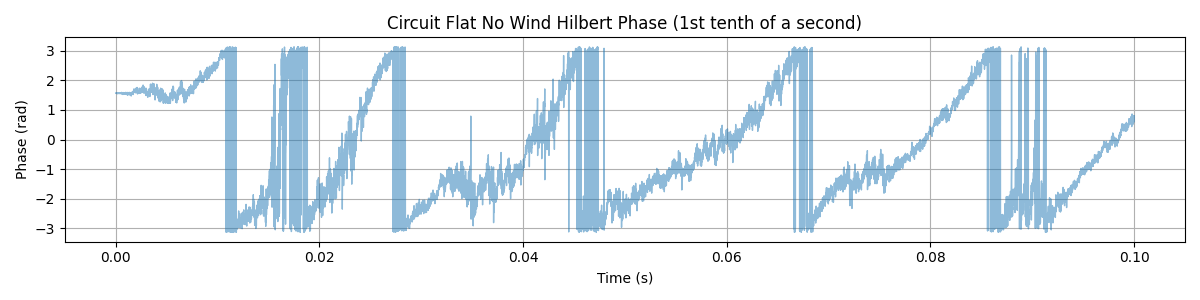 Circuit Flat No Wind Hilbert Phase (1st tenth of a second)
Phase (rad)
3
2
1
0
−1
−2
−3
0.00 0.02 0.04 0.06 0.08 0.10
Time (s)